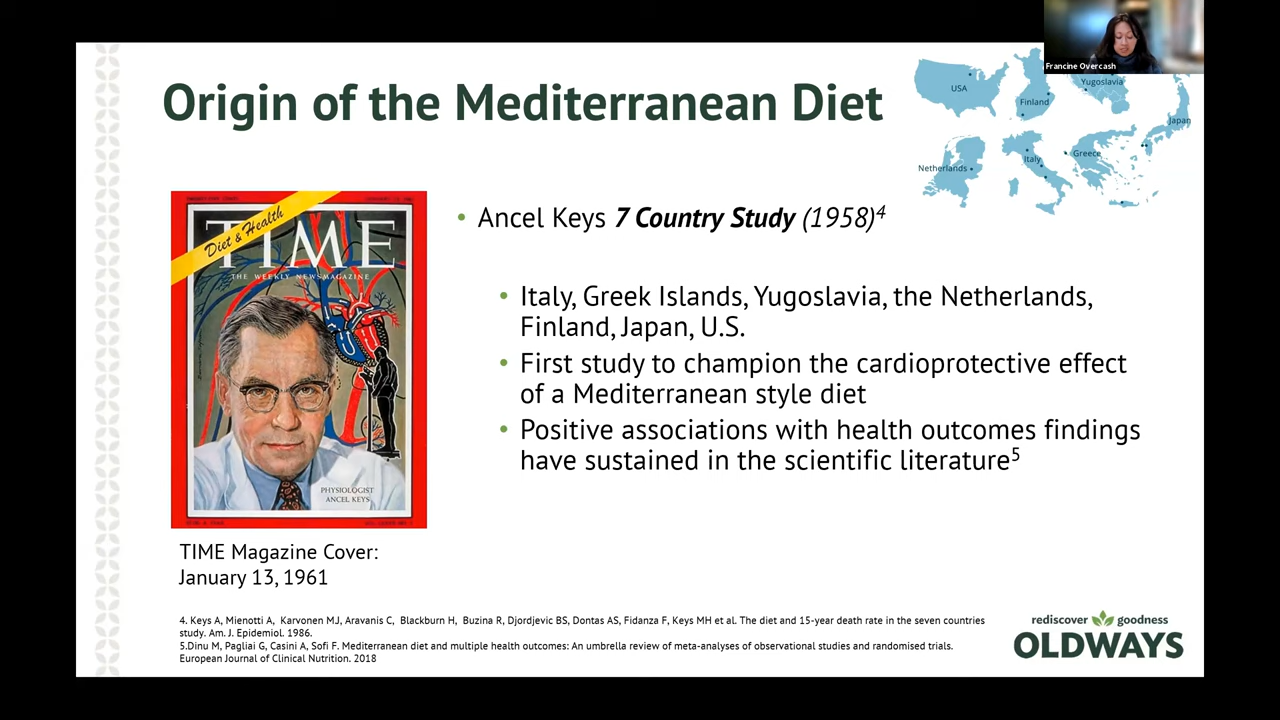 Francine Overcash
Origin of the Mediterranean Diet
USA
Finland
Yugoslavia
Japan
Netherlands
Italy
Greece
Diet & Health
TIME
THE WEEKLY NEWSMAGAZINE
PHYSIOLOGIST
ANCEL KEYS
TIME Magazine Cover:
January 13, 1961
• Ancel Keys 7 Country Study (1958)4
• Italy, Greek Islands, Yugoslavia, the Netherlands,
Finland, Japan, U.S.
• First study to champion the cardioprotective effect
of a Mediterranean style diet
• Positive associations with health outcomes findings
have sustained in the scientific literature5
4. Keys A, Mienotti A, Karvonen MJ, Aravanis C, Blackburn H, Buzina R, Djordjevic BS, Dontas AS, Fidanza F, Keys MH et al. The diet and 15-year death rate in the seven countries
study. Am. J. Epidemiol. 1986.
5.Dinu M, Pagliai G, Casini A, Sofi F. Mediterranean diet and multiple health outcomes: An umbrella review of meta-analyses of observational studies and randomised trials.
European Journal of Clinical Nutrition. 2018
rediscover goodness
OLDWAYS